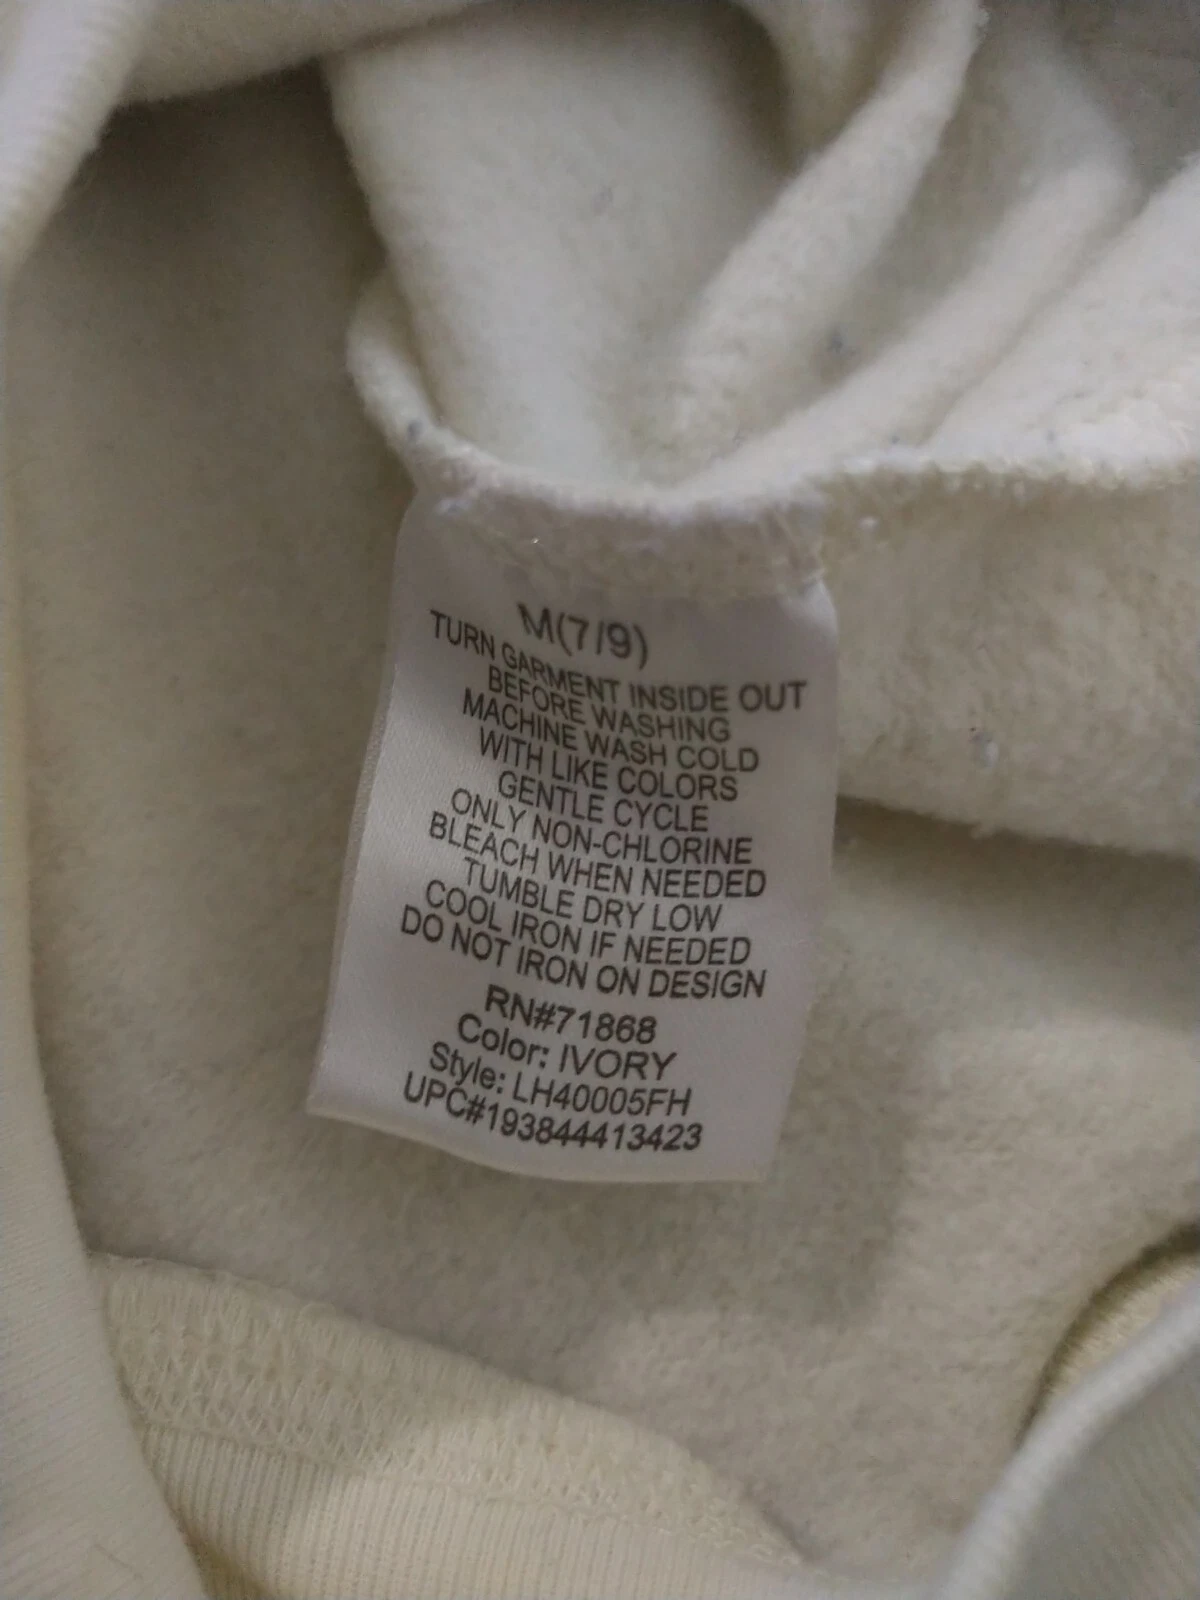 M(7/9)
TURN GARMENT INSIDE OUT
BEFORE WASHING
MACHINE WASH COLD
WITH LIKE COLORS
GENTLE CYCLE
ONLY NON-CHLORINE
BLEACH WHEN NEEDED
TUMBLE DRY LOW
COOL IRON IF NEEDED
DO NOT IRON ON DESIGN
RN#71868
Color: IVORY
Style: LH40005FH
UPC#193844413423